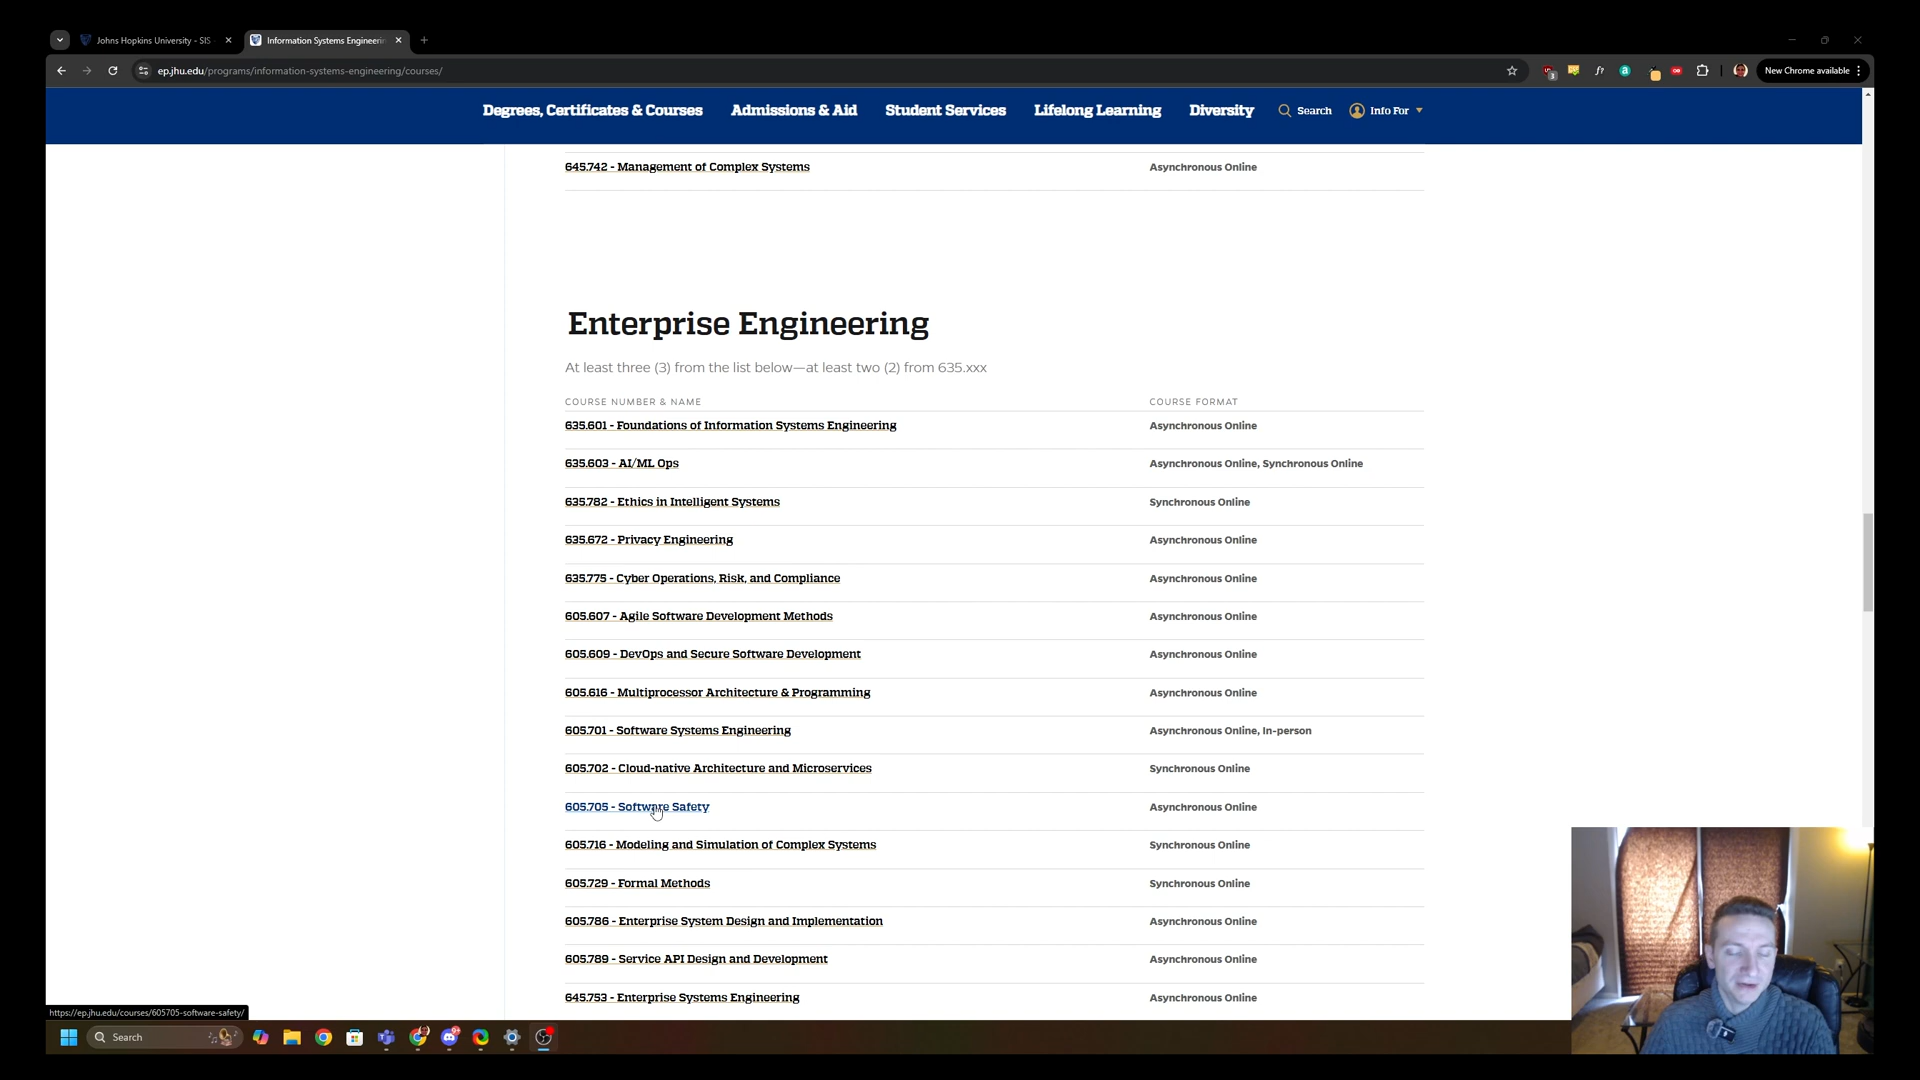 Johns Hopkins University - SIS
Information Systems Engineerin
ep.jhu.edu/programs/information-systems-engineering/courses/
New Chrome available
Degrees, Certificates & Courses
Admissions & Aid
Student Services
Lifelong Learning
Diversity
Search
Info For
645.742 - Management of Complex Systems Asynchronous Online
Enterprise Engineering
At least three (3) from the list below—at least two (2) from 635.xxx
COURSE NUMBER & NAME COURSE FORMAT
635.601 - Foundations of Information Systems Engineering Asynchronous Online
635.603 - AI/ML Ops Asynchronous Online, Synchronous Online
635.782 - Ethics in Intelligent Systems Synchronous Online
635.672 - Privacy Engineering Asynchronous Online
635.775 - Cyber Operations, Risk, and Compliance Asynchronous Online
605.607 - Agile Software Development Methods Asynchronous Online
605.609 - DevOps and Secure Software Development Asynchronous Online
605.616 - Multiprocessor Architecture & Programming Asynchronous Online
605.701 - Software Systems Engineering Asynchronous Online, In-person
605.702 - Cloud-native Architecture and Microservices Synchronous Online
605.705 - Software Safety Asynchronous Online
605.716 - Modeling and Simulation of Complex Systems Synchronous Online
605.729 - Formal Methods Synchronous Online
605.786 - Enterprise System Design and Implementation Asynchronous Online
605.789 - Service API Design and Development Asynchronous Online
645.753 - Enterprise Systems Engineering Asynchronous Online
https://ep.jhu.edu/courses/605705-software-safety/
Search